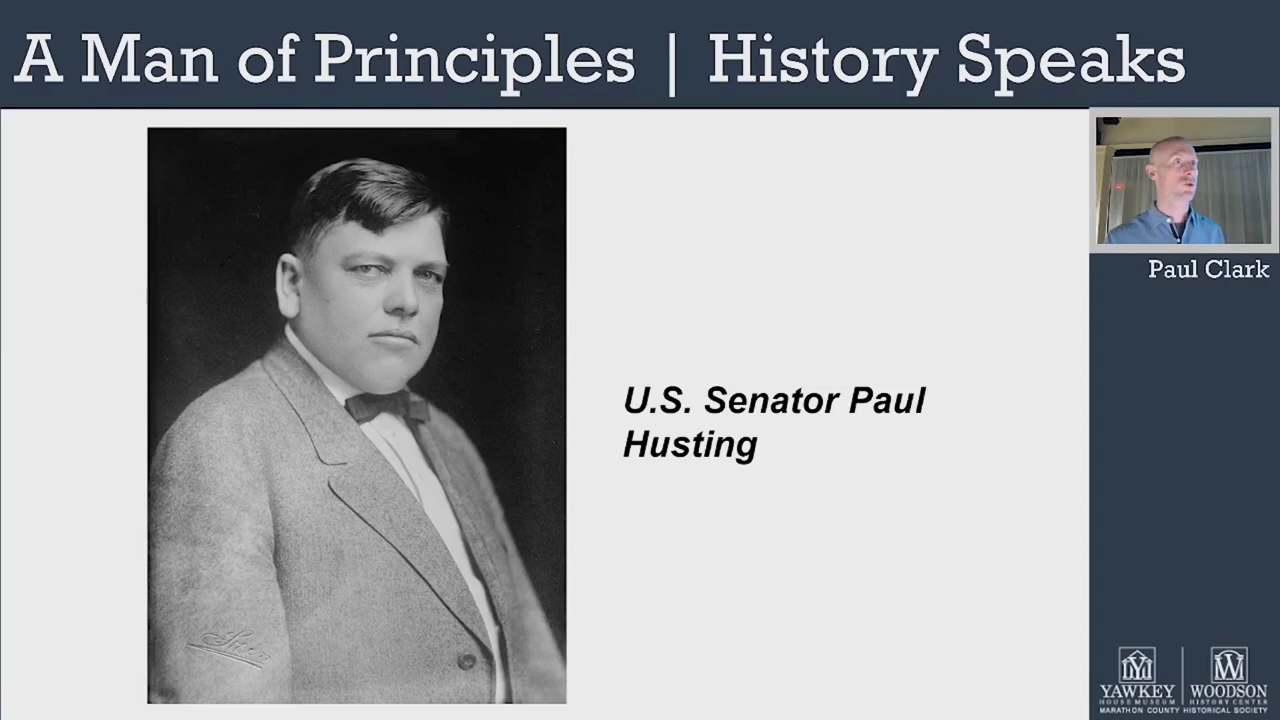 A Man of Principles | History Speaks
U.S. Senator Paul
Husting
Paul Clark
YAWKEY
HOUSE MUSEUM
WOODSON
HISTORY CENTER
MARATHON COUNTY HISTORICAL SOCIETY